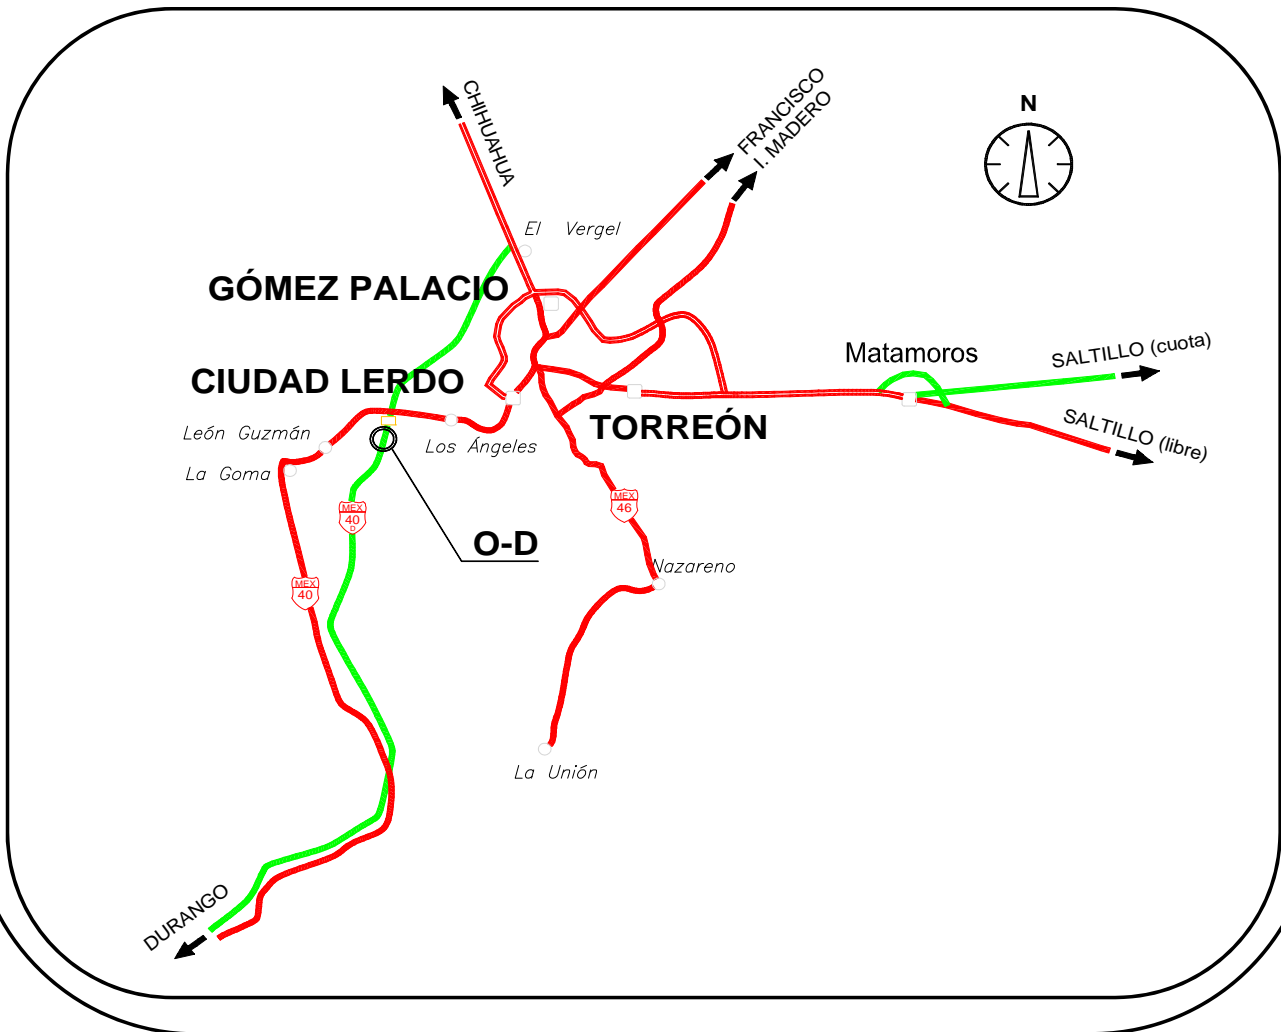 CHIHUAHUA
FRANCISCO
I. MADERO
N
El Vergel
GÓMEZ PALACIO
Matamoros
SALTILLO (cuota)
CIUDAD LERDO
TORREÓN
SALTILLO (libre)
León Guzmán
Los Ángeles
La Goma
MEX
46
MEX
40
D
O-D
Nazareno
MEX
40
La Unión
DURANGO